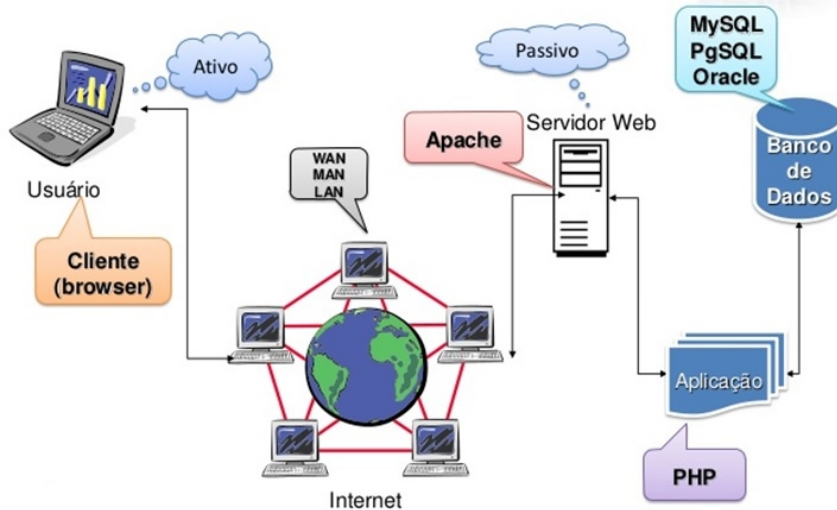 Ativo
Usuário
Cliente
(browser)
WAN
MAN
LAN
Internet
Passivo
Apache
Servidor Web
MySQL
PgSQL
Oracle
Banco
de
Dados
Aplicação
PHP